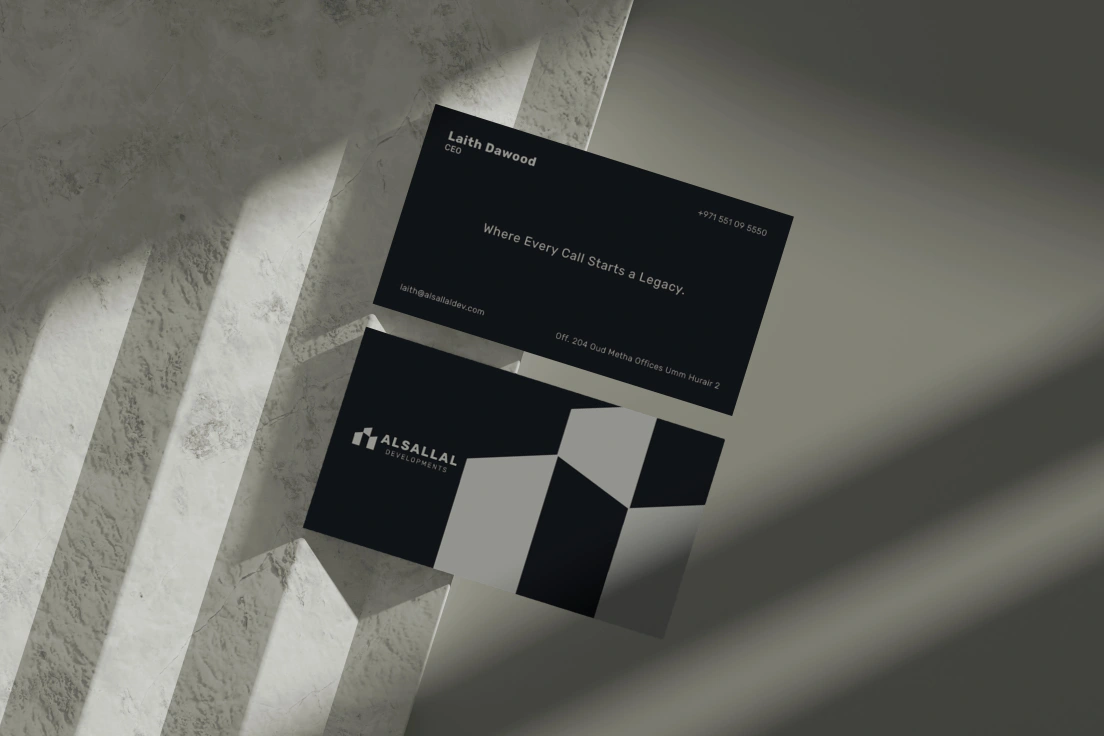 Laith Dawood
CEO
+971 551 09 5550
Where Every Call Starts a Legacy.
laith@alsallaldev.com
Off. 204 Oud Metha Offices Umm Hurair 2
ALSALLAL
DEVELOPMENTS